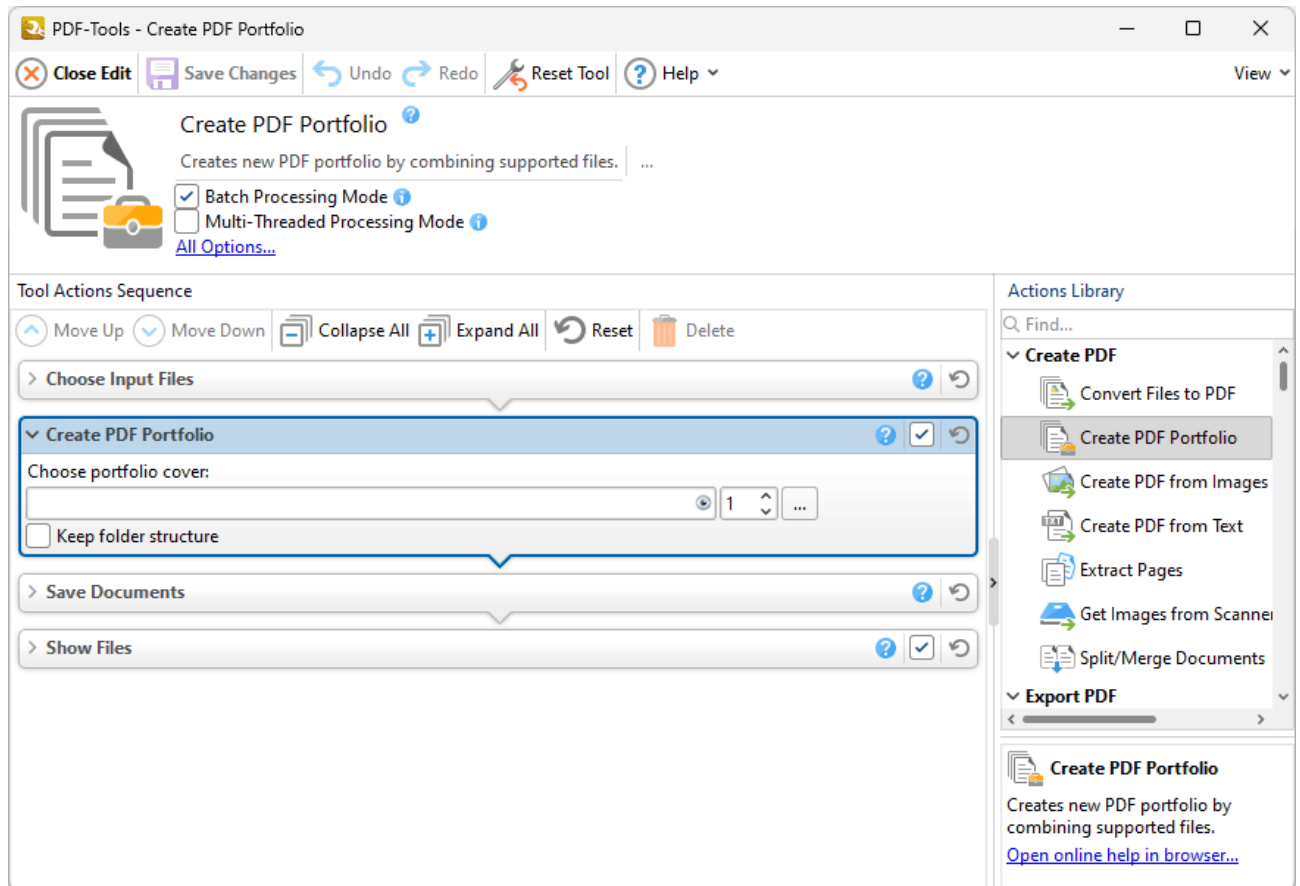 PDF-Tools - Create PDF Portfolio
Close Edit Save Changes Undo Redo Reset Tool Help View
Create PDF Portfolio
Creates new PDF portfolio by combining supported files. ...
Batch Processing Mode
Multi-Threaded Processing Mode
All Options...
Tool Actions Sequence
Move Up Move Down Collapse All Expand All Reset Delete
Choose Input Files
Create PDF Portfolio
Choose portfolio cover:
1 ...
Keep folder structure
Save Documents
Show Files
Actions Library
Find...
Create PDF
Convert Files to PDF
Create PDF Portfolio
Create PDF from Images
TXT Create PDF from Text
Extract Pages
Get Images from Scanner
Split/Merge Documents
Export PDF
Create PDF Portfolio
Creates new PDF portfolio by
combining supported files.
Open online help in browser...